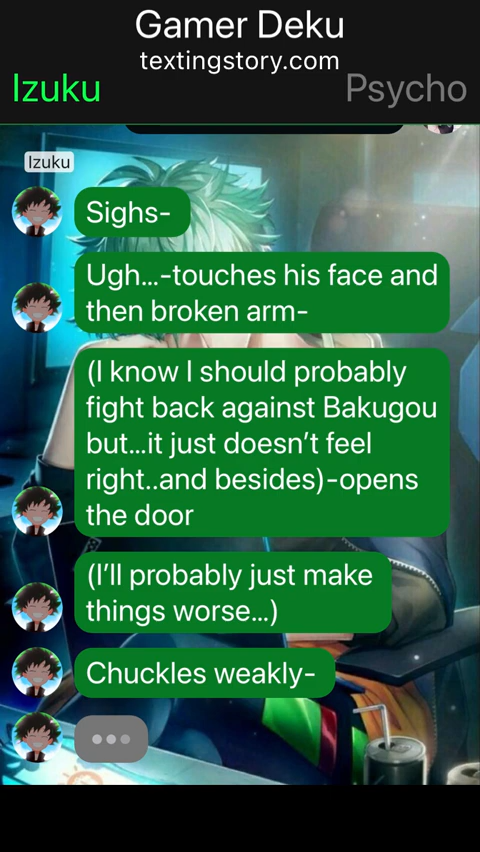 Gamer Deku
textingstory.com
Izuku
Psycho
Izuku
Sighs-
Ugh...-touches his face and
then broken arm-
(I know I should probably
fight back against Bakugou
but...it just doesn’t feel
right..and besides)-opens
the door
(I’ll probably just make
things worse...)
Chuckles weakly-